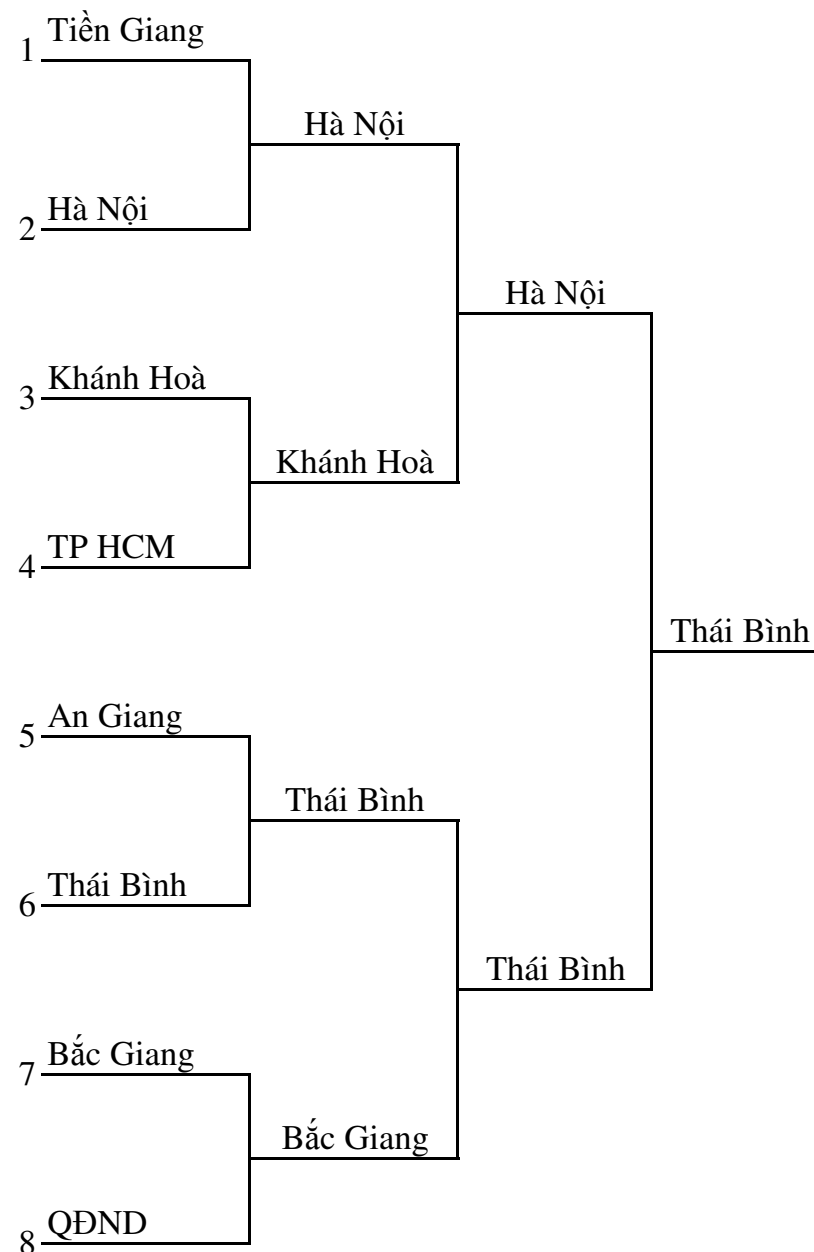 Tiền Giang
1
Hà Nội
Hà Nội
2
Hà Nội
Khánh Hoà
3
Khánh Hoà
TP HCM
4
Thái Bình
An Giang
5
Thái Bình
Thái Bình
6
Thái Bình
Bắc Giang
7
Bắc Giang
QĐND
8